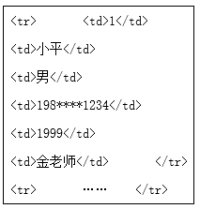 <tr> <td>1</td>
<td>小平</td>
<td>男</td>
<td>198****1234</td>
<td>1999</td>
<td>金老师</td> </tr>
<tr> …… </tr>